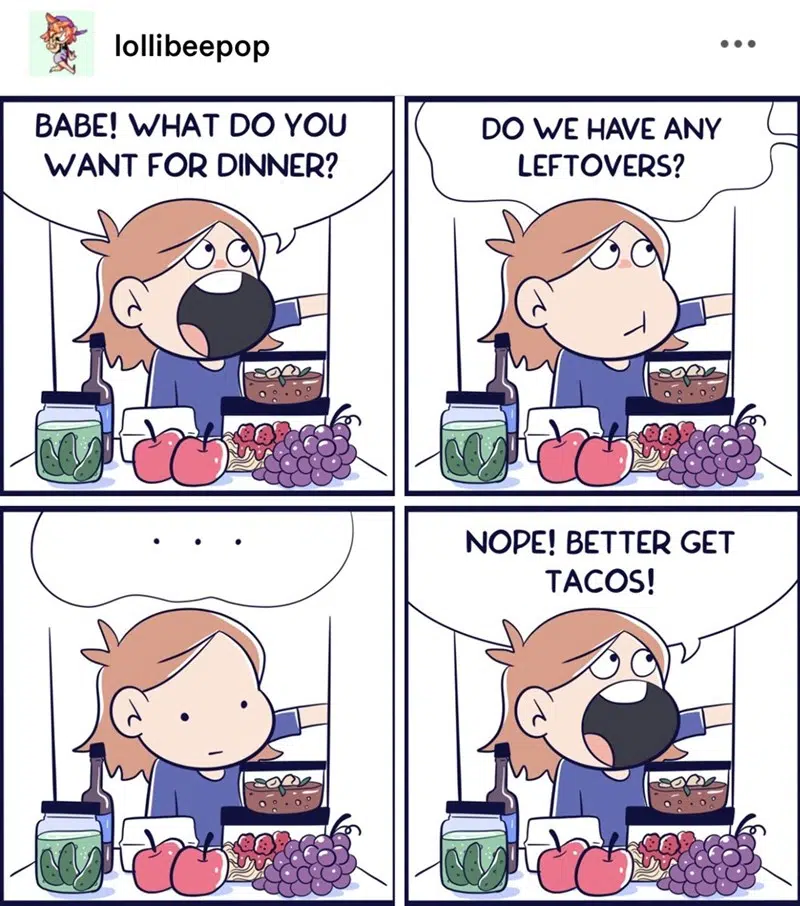 lollibeepop
BABE! WHAT DO YOU
WANT FOR DINNER?
DO WE HAVE ANY
LEFTOVERS?
. . .
NOPE! BETTER GET
TACOS!